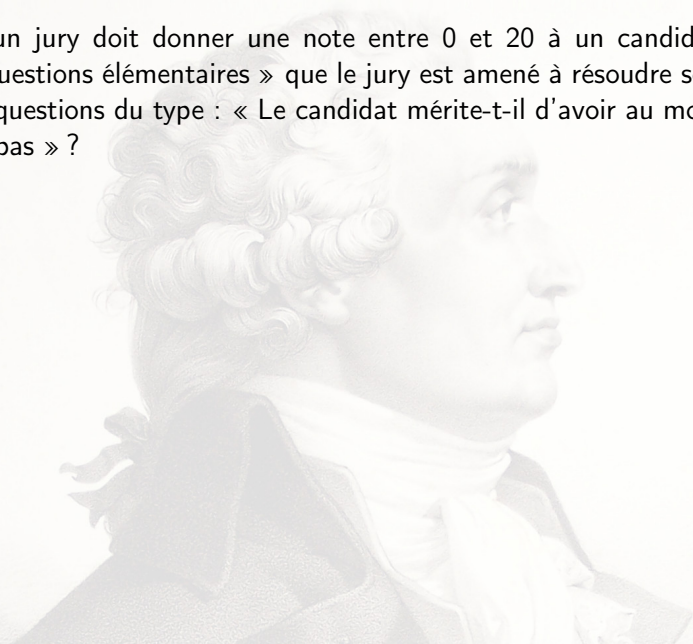 un jury doit donner une note entre 0 et 20 à un candid
uestions élémentaires » que le jury est amené à résoudre s
questions du type : « Le candidat mérite-t-il d'avoir au mo
pas » ?